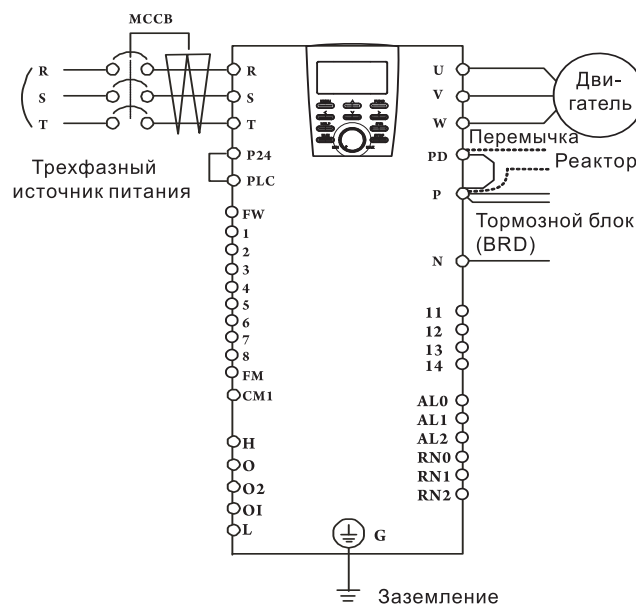 MCCB
R
S
T
R
S
T
Трехфазный
источник питания
P24
PLC
FW
1
2
3
4
5
6
7
8
FM
CM1
H
O
O2
OI
L
U
V
W
Дви-
гатель
Перемычка
PD
Реактор
P
Тормозной блок
(BRD)
N
11
12
13
14
AL0
AL1
AL2
RN0
RN1
RN2
G
Заземление